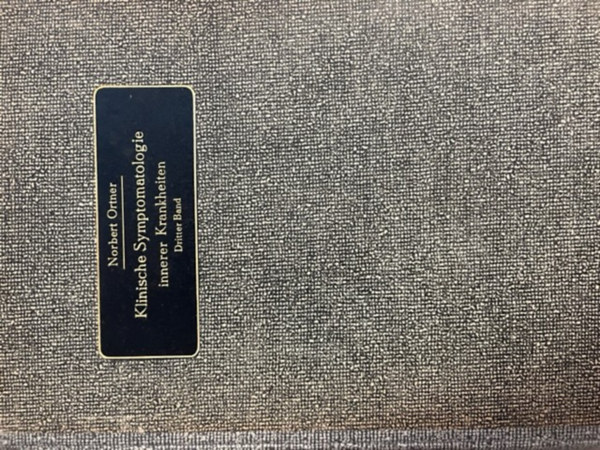 Norbert Ortner
Klinische Symptomatologie
innerer Krankheiten
Dritter Band